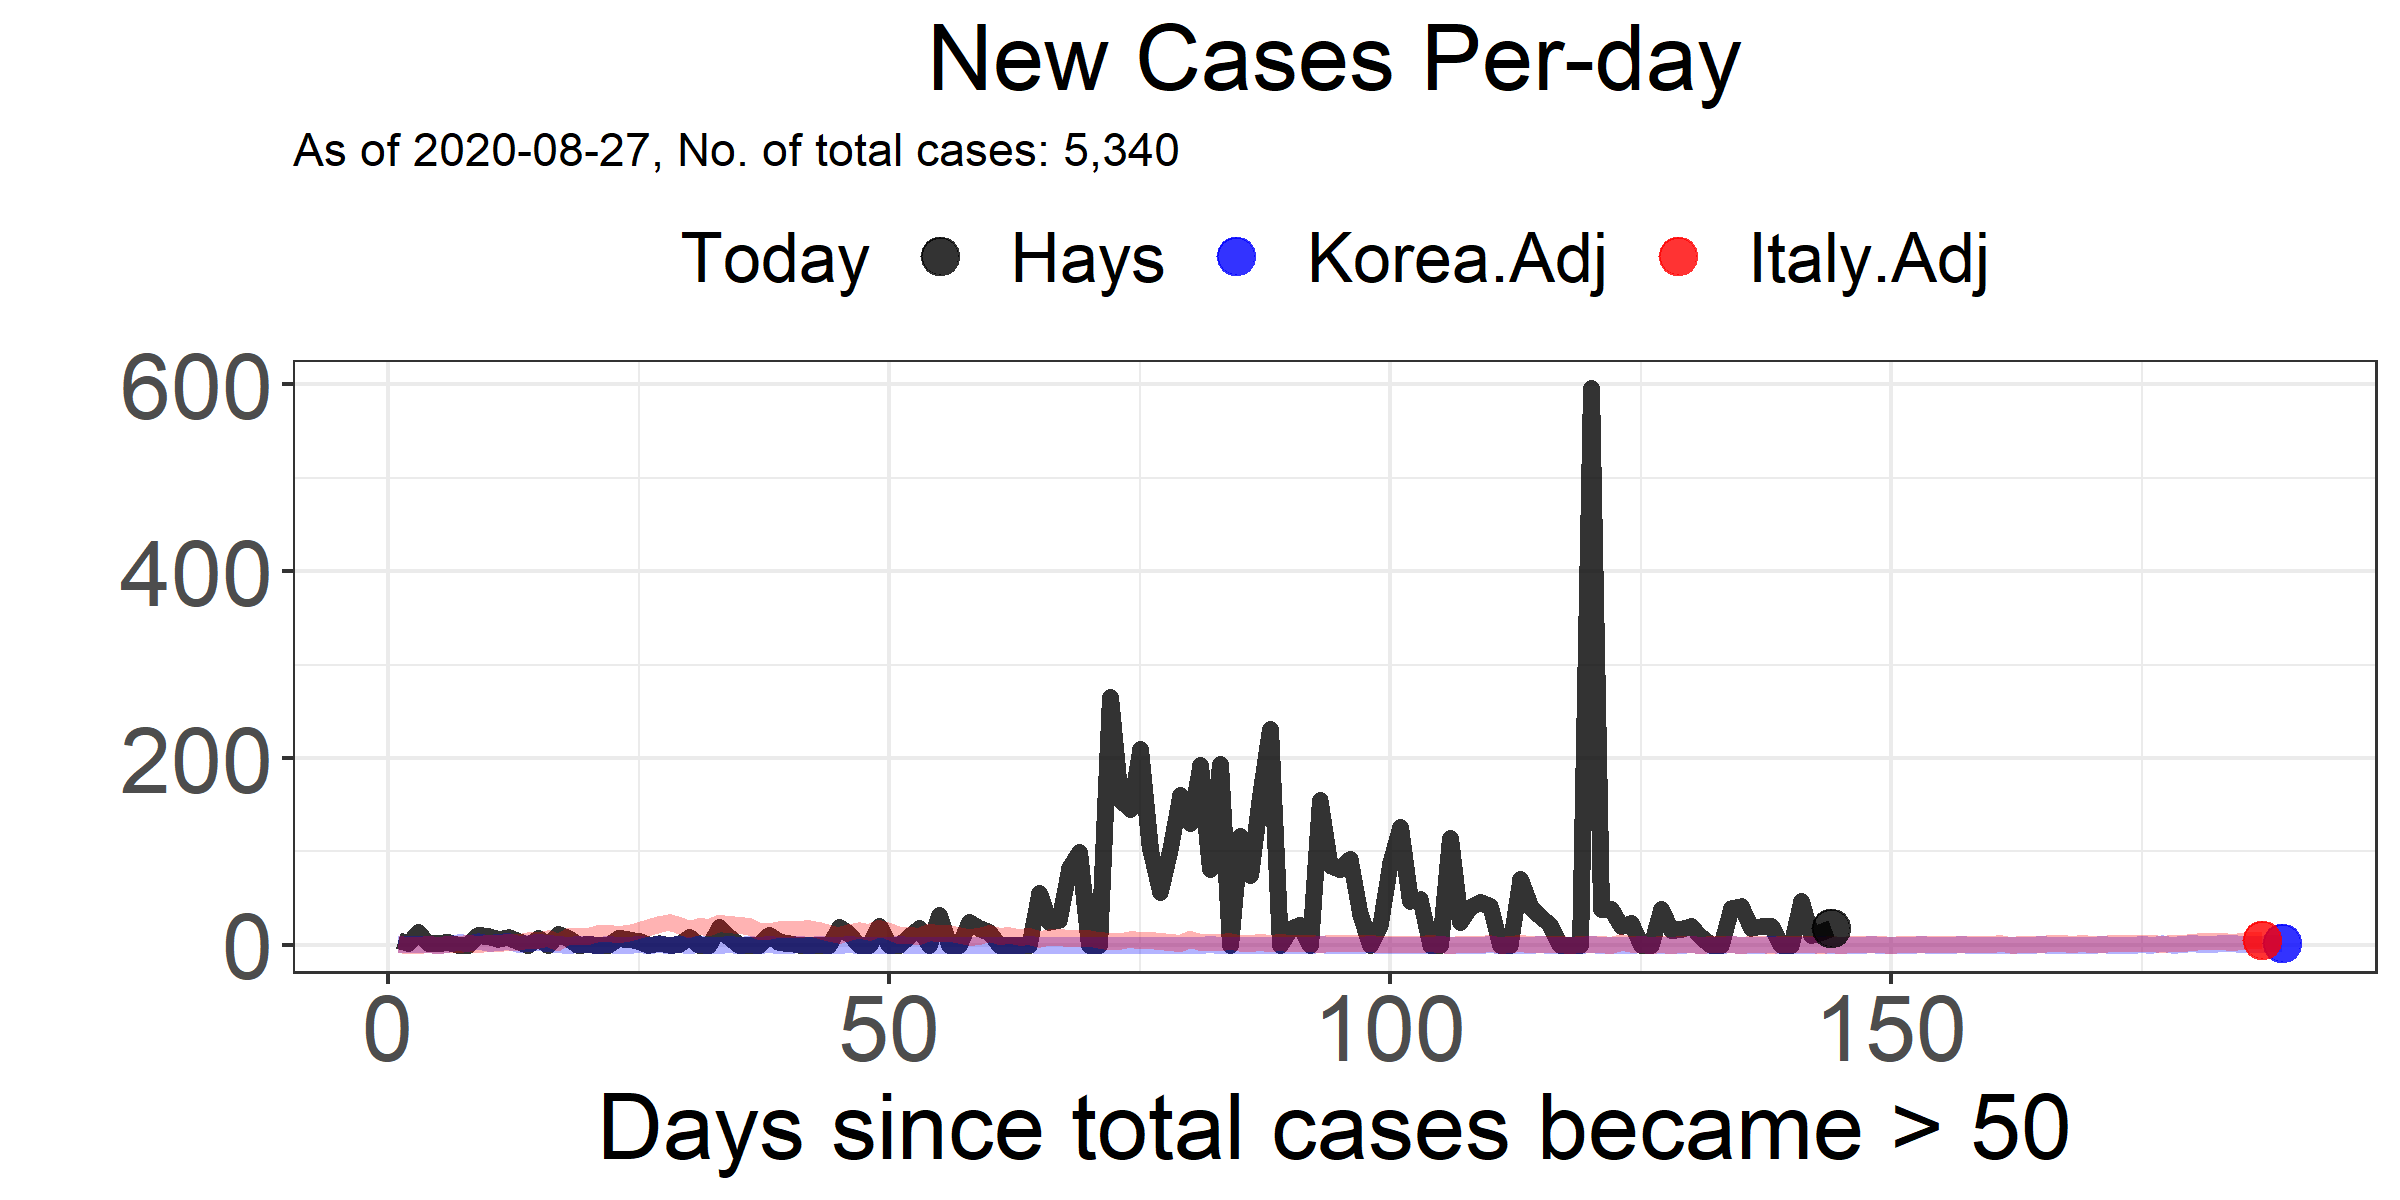 New Cases Per-day
As of 2020-08-27, No. of total cases: 5,340
Today Hays Korea.Adj Italy.Adj
600
400
200
0
0 50 100 150
Days since total cases became > 50